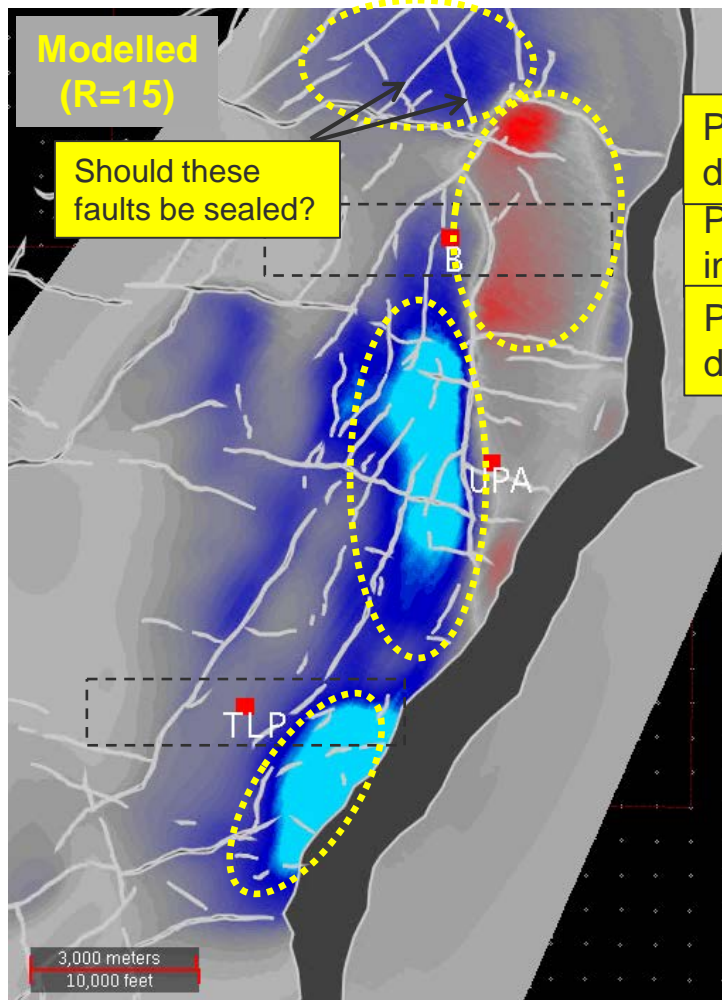 Modelled
(R=15)
Should these
faults be sealed?
B
UPA
TLP
3,000 meters
10,000 feet